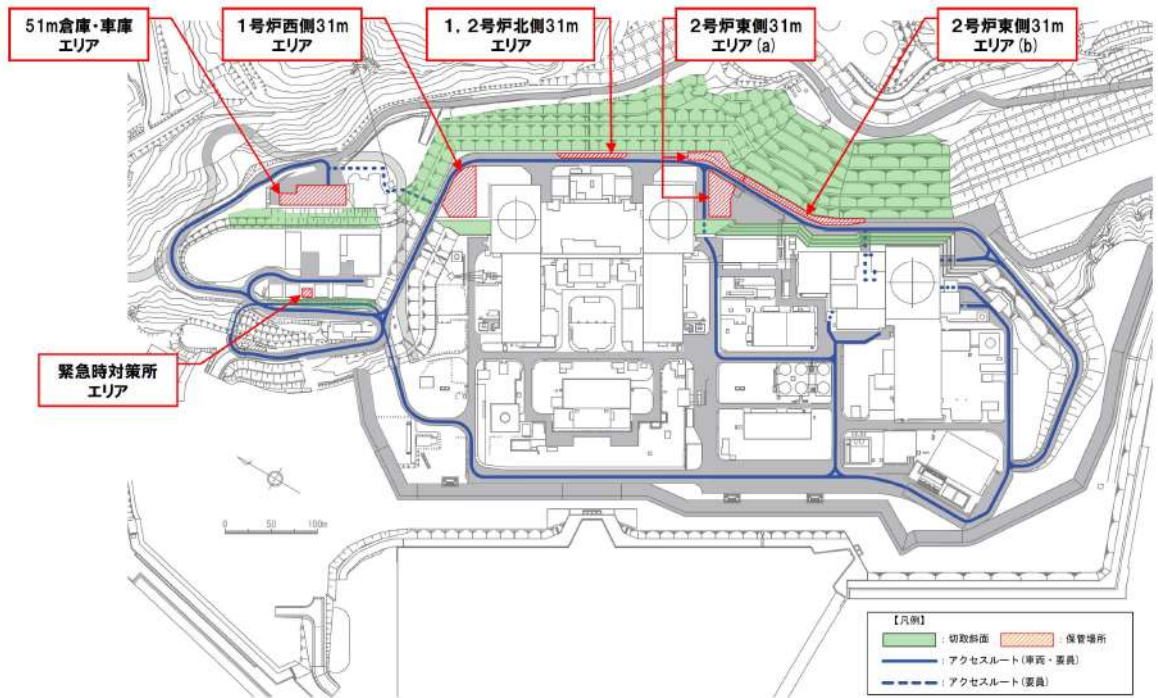 51m倉庫・車庫
エリア
1号炉西側31m
エリア
1,2号炉北側31m
エリア
2号炉東側31m
エリア(a)
2号炉東側31m
エリア(b)
緊急時対策所
エリア
0 50 100m
【凡例】
:切取斜面
:保管場所
:アクセスルート(車両・要員)
:アクセスルート(要員)